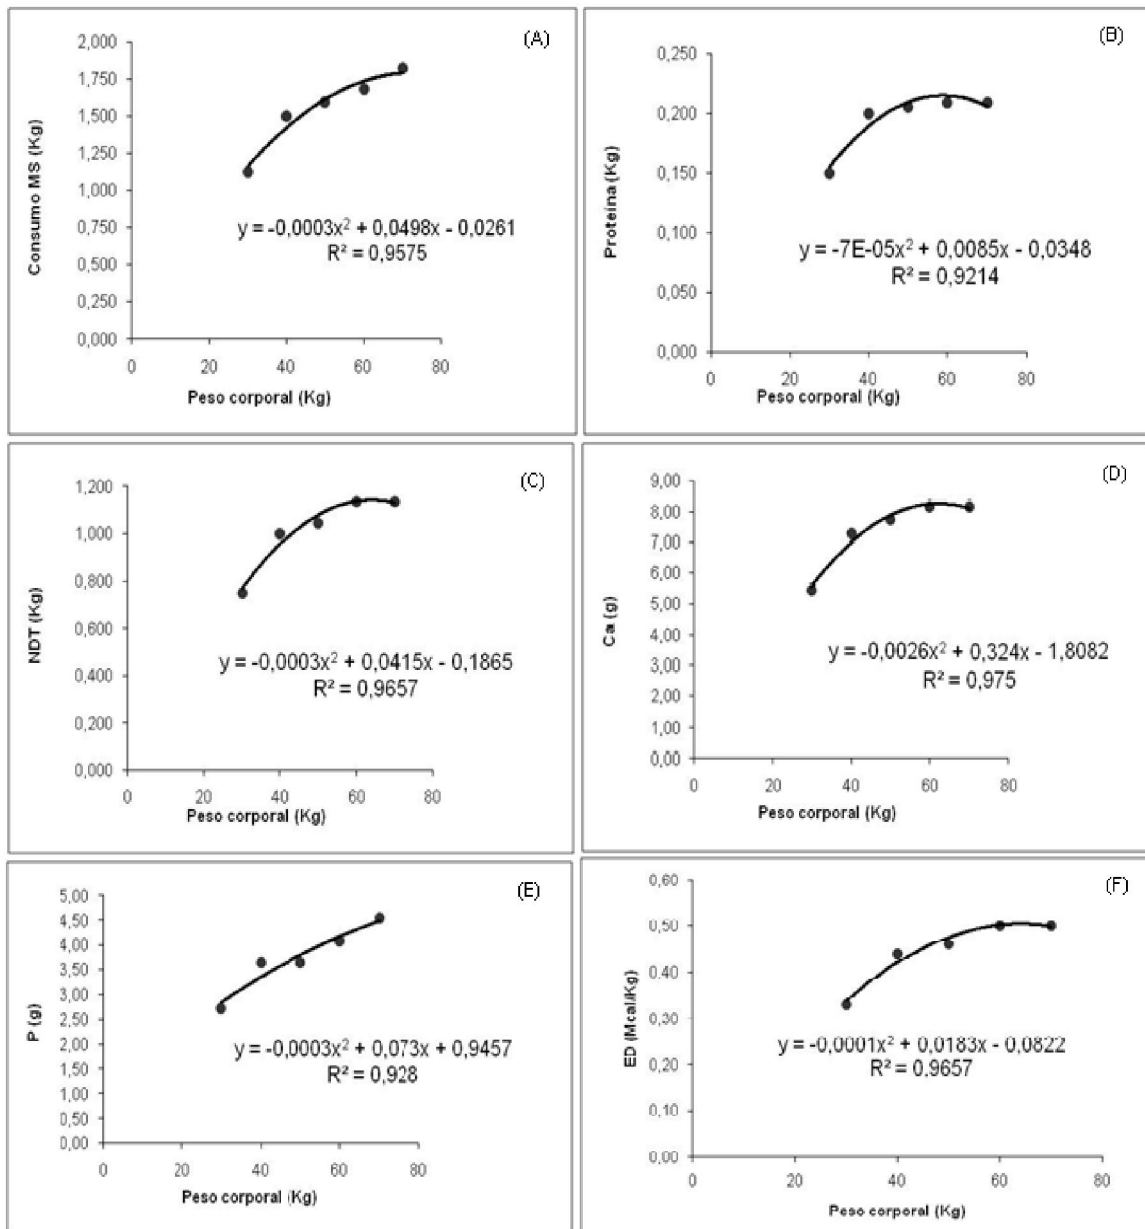 (A)
Consumo MS (Kg)
2,000
1,750
1,500
1,250
1,000
0,750
0,500
0,250
0,000
y = -0,0003x² + 0,0498x - 0,0261
R² = 0,9575
0 20 40 60 80
Peso corporal (Kg)
(B)
Proteína (Kg)
0,250
0,200
0,150
0,100
0,050
0,000
y = -7E-05x² + 0,0085x - 0,0348
R² = 0,9214
0 20 40 60 80
Peso corporal (Kg)
(C)
NDT (Kg)
1,200
1,000
0,800
0,600
0,400
0,200
0,000
y = -0,0003x² + 0,0415x - 0,1865
R² = 0,9657
0 20 40 60 80
Peso corporal (Kg)
(D)
Ca (g)
9,00
8,00
7,00
6,00
5,00
4,00
3,00
2,00
1,00
0,00
y = -0,0026x² + 0,324x - 1,8082
R² = 0,975
0 20 40 60 80
Peso corporal (Kg)
(E)
P (g)
5,00
4,50
4,00
3,50
3,00
2,50
2,00
1,50
1,00
0,50
0,00
y = -0,0003x² + 0,073x + 0,9457
R² = 0,928
0 20 40 60 80
Peso corporal (Kg)
(F)
ED (Mcal/Kg)
0,60
0,50
0,40
0,30
0,20
0,10
0,00
y = -0,0001x² + 0,0183x - 0,0822
R² = 0,9657
0 20 40 60 80
Peso corporal (Kg)